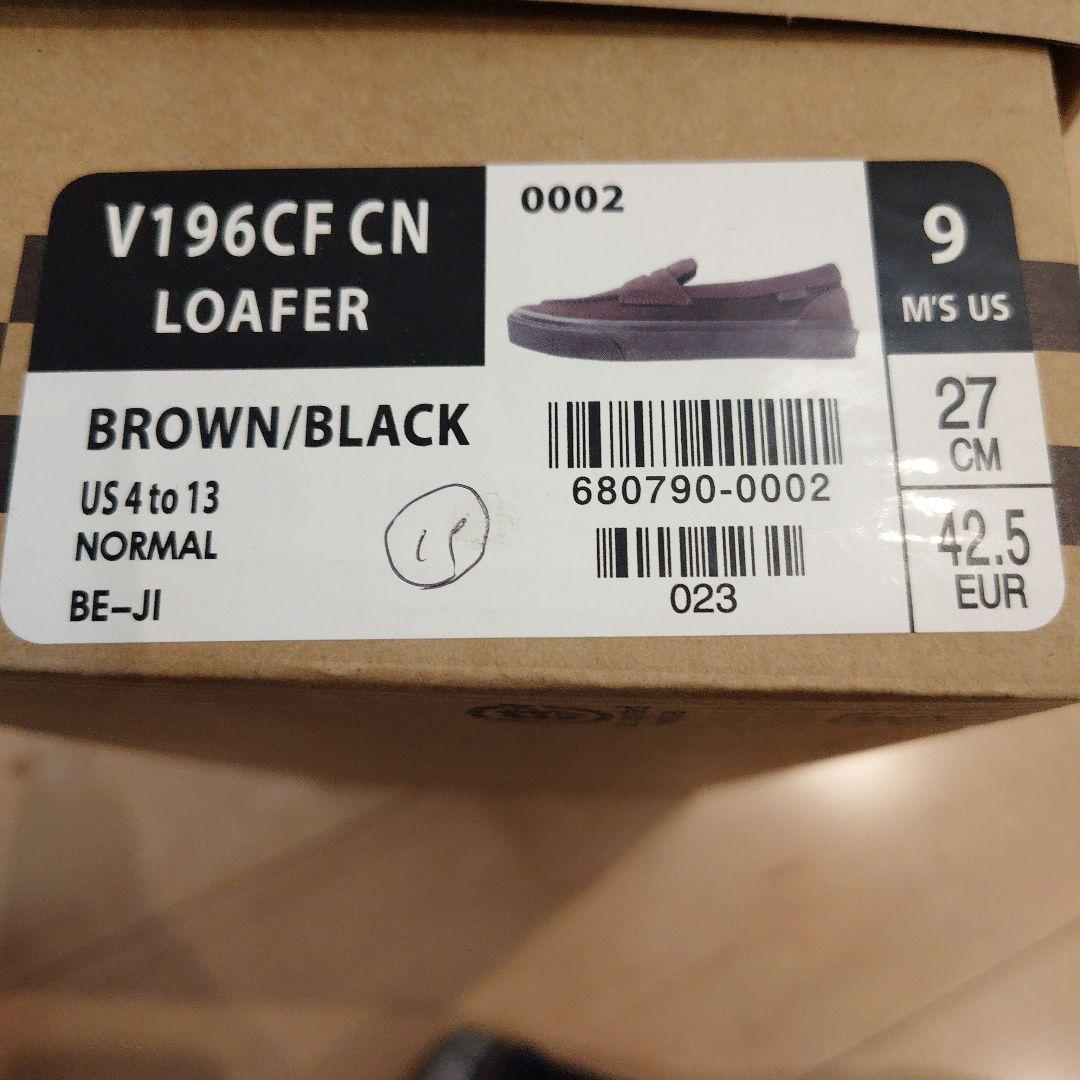 V196CF CN
LOAFER
0002
9
M'S US
BROWN/BLACK
US 4 to 13
NORMAL
BE-JI
680790-0002
023
27
CM
42.5
EUR